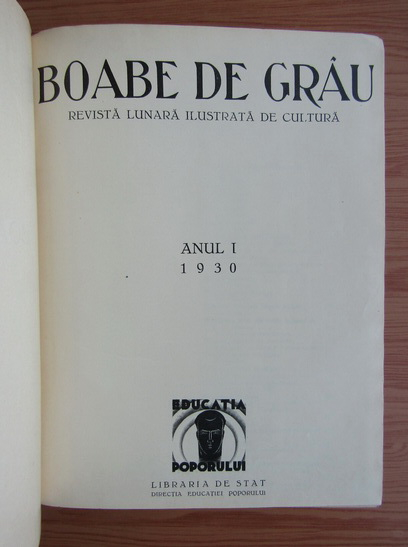 BOABE DE GRÂU
REVISTĂ LUNARĂ ILUSTRATĂ DE CULTURĂ
ANUL I
1930
EDUCAȚIA
POPORULUI
LIBRARIA DE STAT
DIRECȚIA EDUCAȚIEI POPORULUI